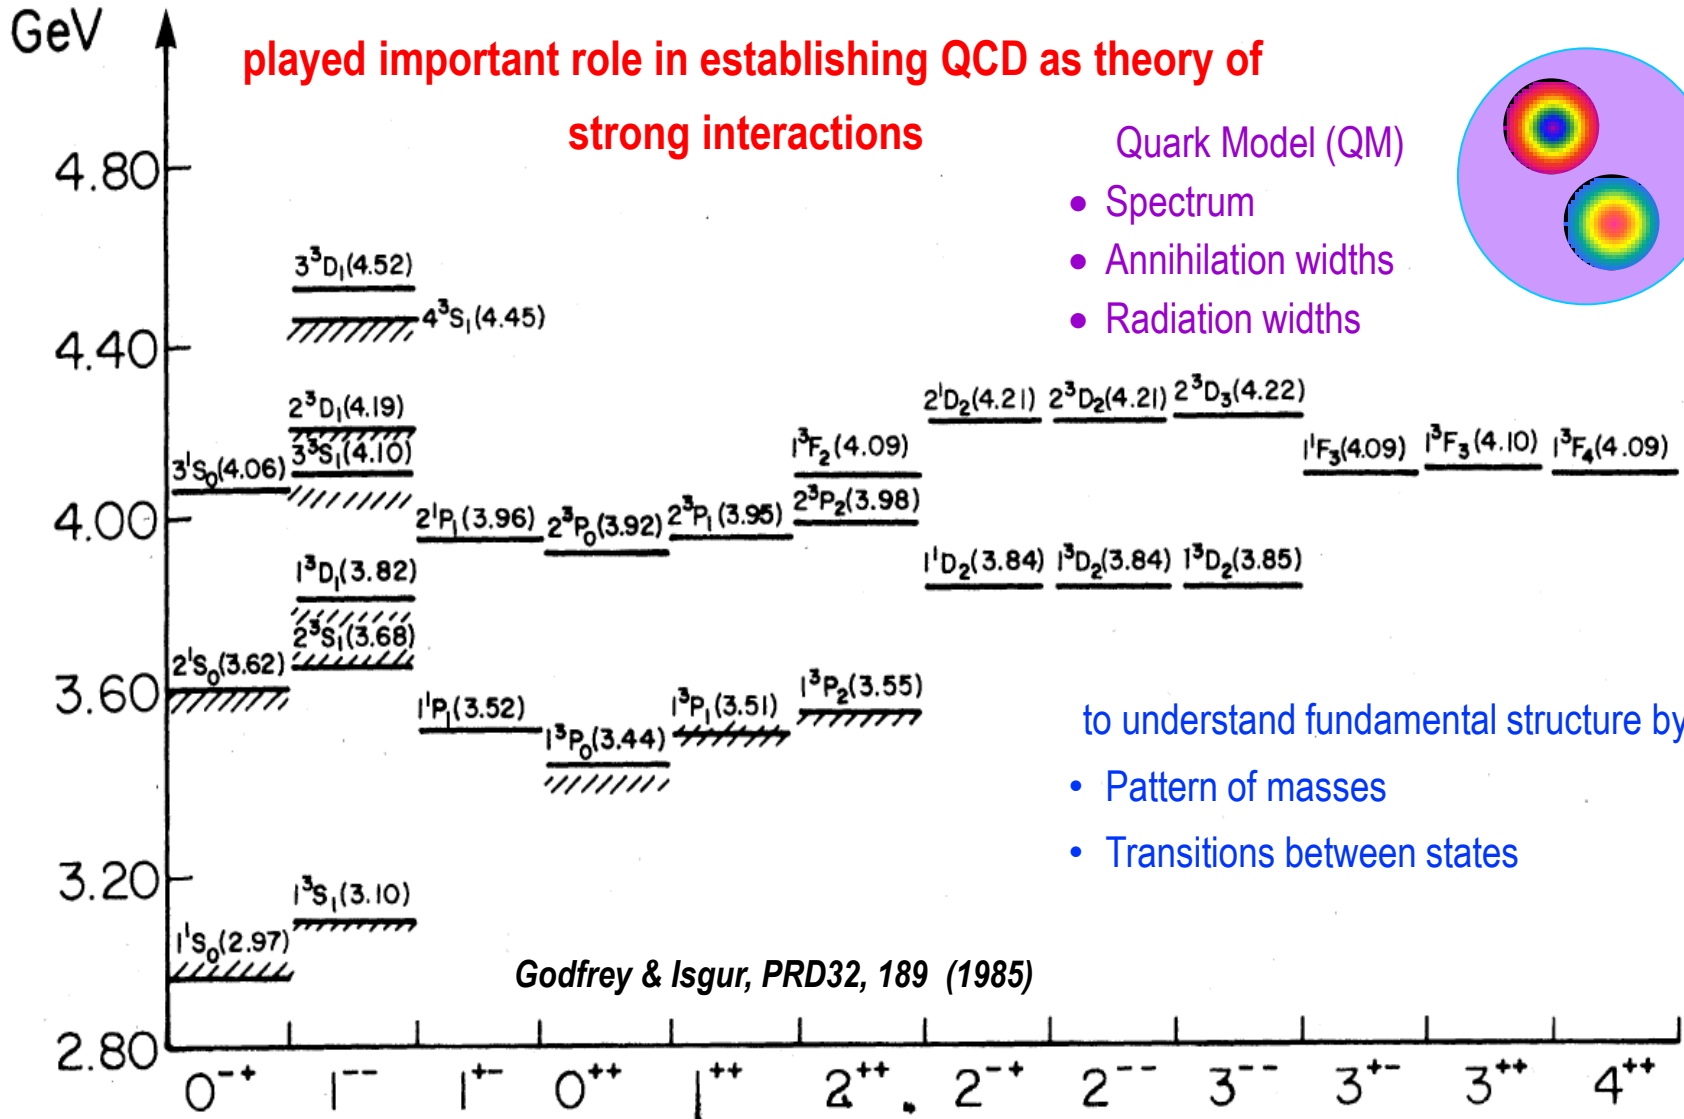 GeV
played important role in establishing QCD as theory of
strong interactions
Quark Model (QM)
• Spectrum
• Annihilation widths
• Radiation widths
4.80
4.40
4.00
3.60
3.20
2.80
3³D₁(4.52)
4³S₁(4.45)
2³D₁(4.19)
3³S₁(4.10)
3¹S₀(4.06)
1³D₁(3.82)
2³S₁(3.68)
2¹S₀(3.62)
1³S₁(3.10)
1¹S₀(2.97)
2¹P₁(3.96)
2³P₀(3.92)
2³P₁(3.95)
1³F₂(4.09)
2³P₂(3.98)
2¹D₂(4.21)
2³D₂(4.21)
2³D₃(4.22)
1¹F₃(4.09)
1³F₃(4.10)
1³F₄(4.09)
1¹D₂(3.84)
1³D₂(3.84)
1³D₂(3.85)
1¹P₁(3.52)
1³P₀(3.44)
1³P₁(3.51)
1³P₂(3.55)
to understand fundamental structure by
• Pattern of masses
• Transitions between states
Godfrey & Isgur, PRD32, 189 (1985)
0⁻⁺ 1⁻⁻ 1⁺⁻ 0⁺⁺ 1⁺⁺ 2⁺⁺ 2⁻⁺ 2⁻⁻ 3⁻⁻ 3⁺⁻ 3⁺⁺ 4⁺⁺